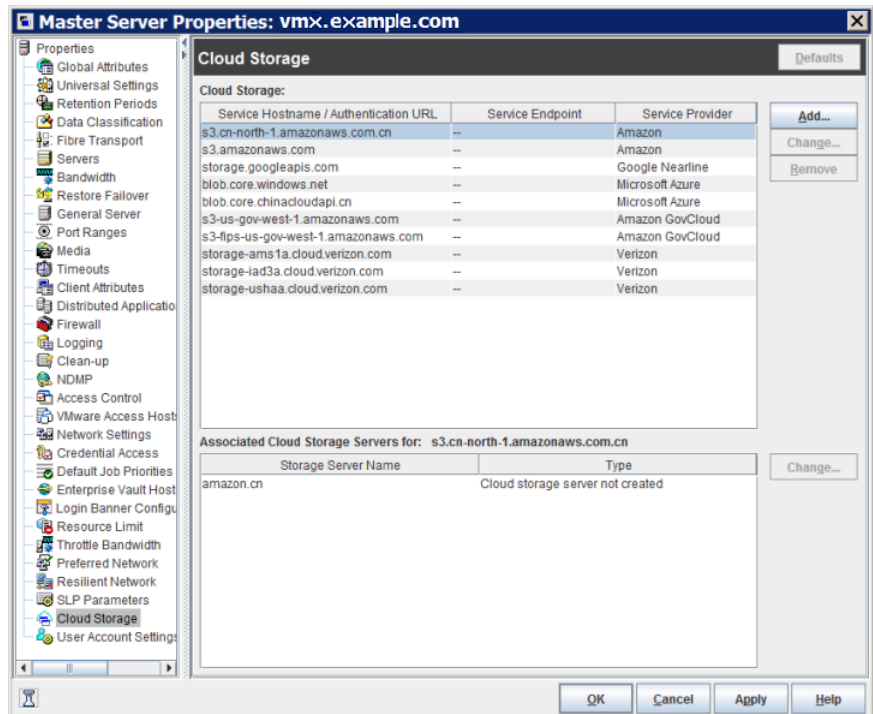 Master Server Properties: vmx.example.com
Properties
Global Attributes
Universal Settings
Retention Periods
Data Classification
Fibre Transport
Servers
Bandwidth
Restore Failover
General Server
Port Ranges
Media
Timeouts
Client Attributes
Distributed Applicatio
Firewall
Logging
Clean-up
NDMP
Access Control
VMware Access Hosts
Network Settings
Credential Access
Default Job Priorities
Enterprise Vault Host
Login Banner Configu
Resource Limit
Throttle Bandwidth
Preferred Network
Resilient Network
SLP Parameters
Cloud Storage
User Account Settings
Cloud Storage
Defaults
Cloud Storage:
Service Hostname / Authentication URL Service Endpoint Service Provider
s3.cn-north-1.amazonaws.com.cn -- Amazon
s3.amazonaws.com -- Amazon
storage.googleapis.com -- Google Nearline
blob.core.windows.net -- Microsoft Azure
blob.core.chinacloudapi.cn -- Microsoft Azure
s3-us-gov-west-1.amazonaws.com -- Amazon GovCloud
s3-fips-us-gov-west-1.amazonaws.com -- Amazon GovCloud
storage-ams1a.cloud.verizon.com -- Verizon
storage-iad3a.cloud.verizon.com -- Verizon
storage-ushaa.cloud.verizon.com -- Verizon
Add...
Change...
Remove
Associated Cloud Storage Servers for: s3.cn-north-1.amazonaws.com.cn
Storage Server Name Type
amazon.cn Cloud storage server not created
Change...
OK Cancel Apply Help